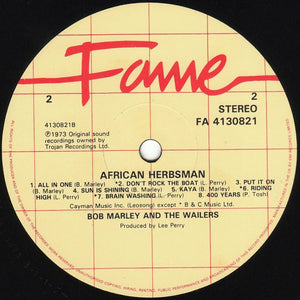 Fame
2
2
STEREO
4130821B
FA 4130821
℗1973 Original sound
recordings owned by
Trojan Recordings Ltd.
AFRICAN HERBSMAN
1. ALL IN ONE (B. Marley) *2. DON'T ROCK THE BOAT (L. Perry) 3. PUT IT ON
(B. Marley) 4. SUN IS SHINING (B. Marley) 5. KAYA (B. Marley) *6. RIDING
HIGH (L. Perry) *7. BRAIN WASHING (L. Perry) 8. 400 YEARS (P. Tosh)
Cayman Music Inc. (Leosong) except * B & C Music Ltd.
BOB MARLEY AND THE WAILERS
Produced by Lee Perry